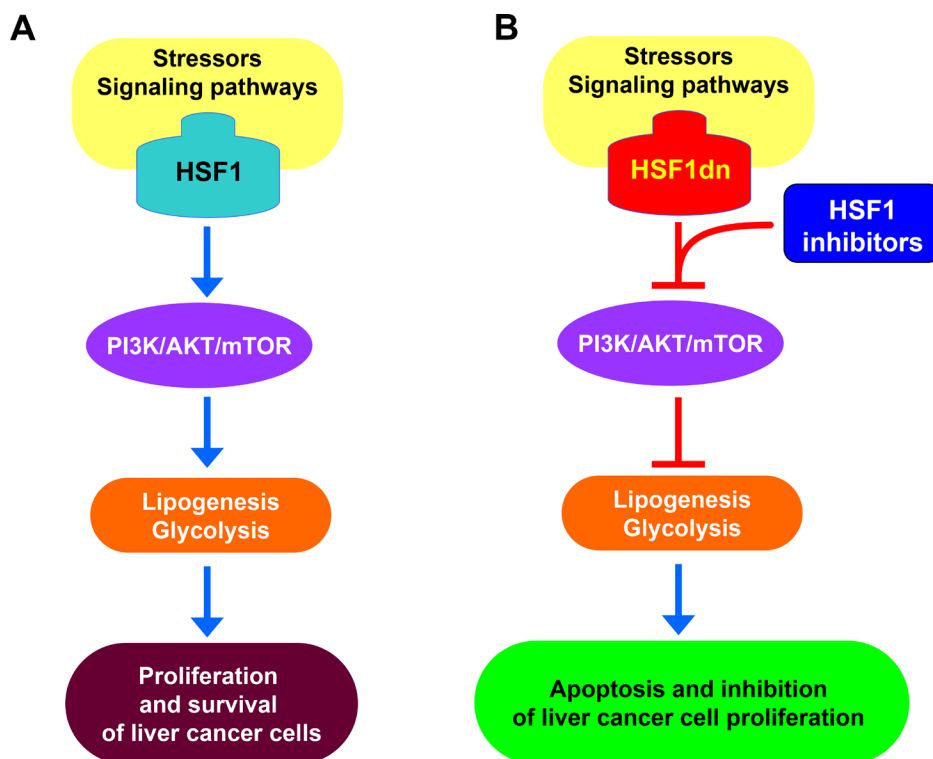 A
Stressors
Signaling pathways
HSF1
PI3K/AKT/mTOR
Lipogenesis
Glycolysis
Proliferation
and survival
of liver cancer cells
B
Stressors
Signaling pathways
HSF1dn
HSF1
inhibitors
PI3K/AKT/mTOR
Lipogenesis
Glycolysis
Apoptosis and inhibition
of liver cancer cell proliferation